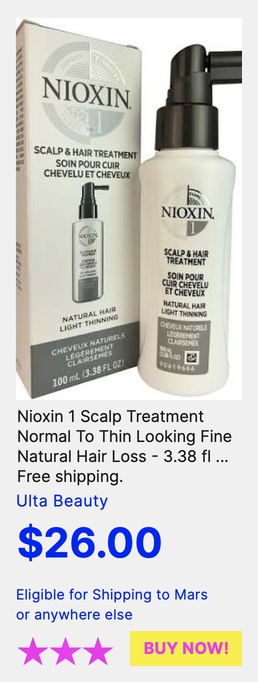 NIOXIN.
1
SCALP & HAIR TREATMENT
SOIN POUR CUIR
CHEVELU ET CHEVEUX
NATURAL HAIR
LIGHT THINNING
CHEVEUX NATURELS
LÉGÈREMENT
CLAIRSEMÉS
100 mL (3.38 FL OZ)
NIOXIN.
1
SCALP & HAIR
TREATMENT
SOIN POUR
CUIR CHEVELU
ET CHEVEUX
NATURAL HAIR
LIGHT THINNING
CHEVEUX NATURELS
LÉGÈREMENT
CLAIRSEMÉS
90619666
Nioxin 1 Scalp Treatment
Normal To Thin Looking Fine
Natural Hair Loss - 3.38 fl ...
Free shipping.
Ulta Beauty
$26.00
Eligible for Shipping to Mars
or anywhere else
BUY NOW!